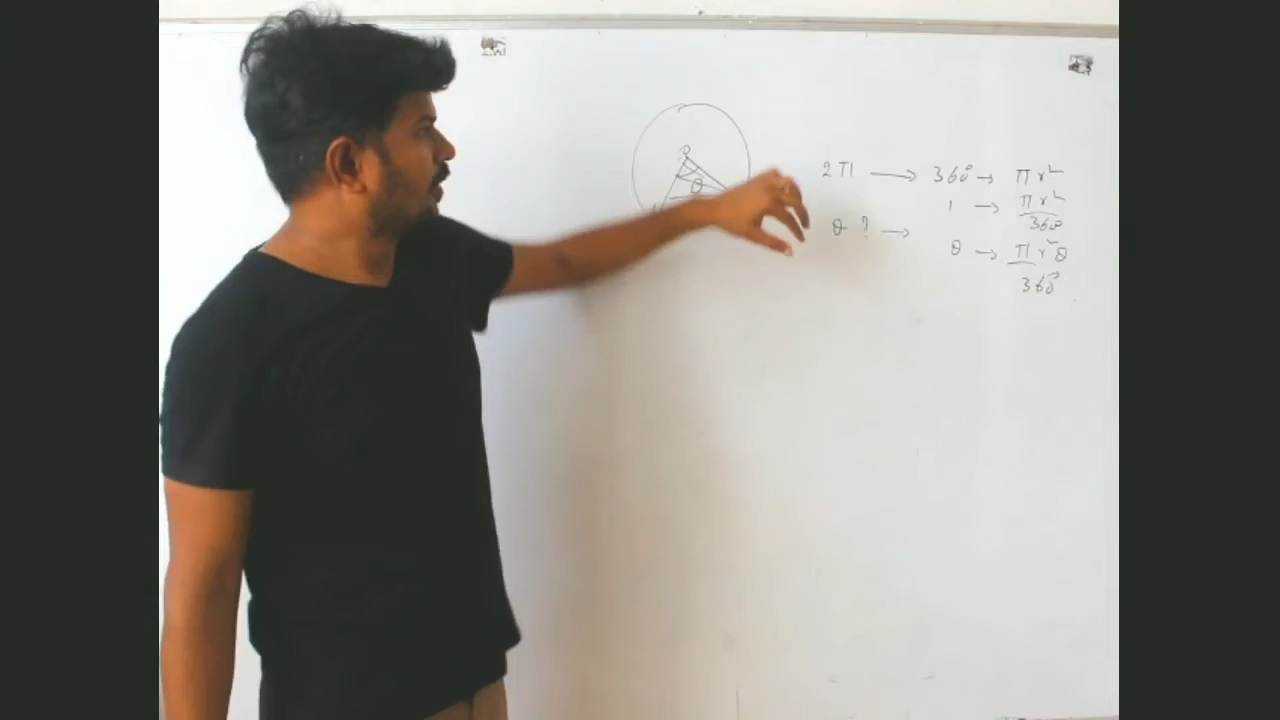 O
θ
2π → 360° → πr²
1 → πr²
360
θ ? →
θ → πr²θ
360°